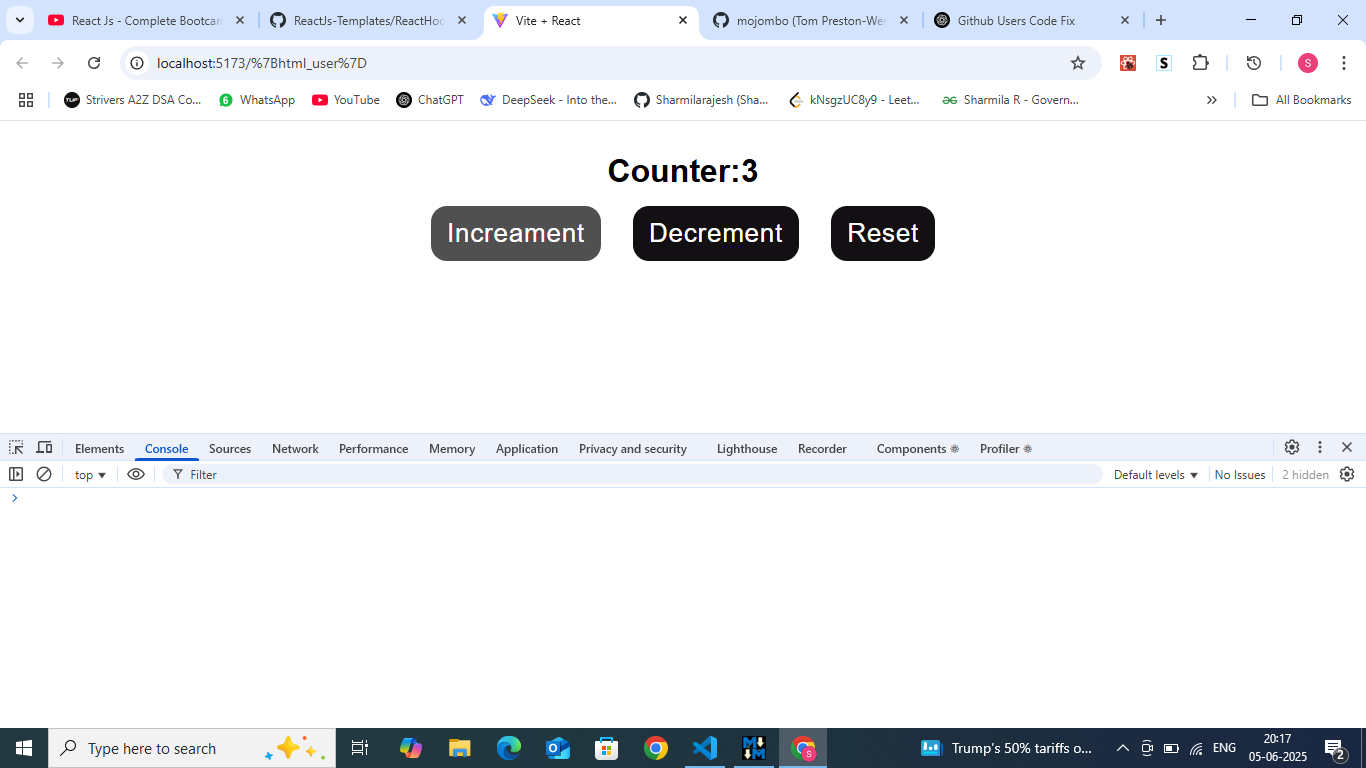 React Js - Complete Bootcam
ReactJs-Templates/ReactHoo
Vite + React
mojombo (Tom Preston-Wer
Github Users Code Fix
localhost:5173/%7Bhtml_user%7D
S
S
TUF Strivers A2Z DSA Co...
6 WhatsApp
YouTube
ChatGPT
DeepSeek - Into the...
Sharmilarajesh (Sha...
kNsgzUC8y9 - Leet...
Sharmila R - Govern...
All Bookmarks
Counter:3
Increament
Decrement
Reset
Elements Console Sources Network Performance Memory Application Privacy and security Lighthouse Recorder Components Profiler
top
Filter
Default levels
No Issues
2 hidden
Type here to search
S
Trump's 50% tariffs o...
ENG
20:17
05-06-2025
2